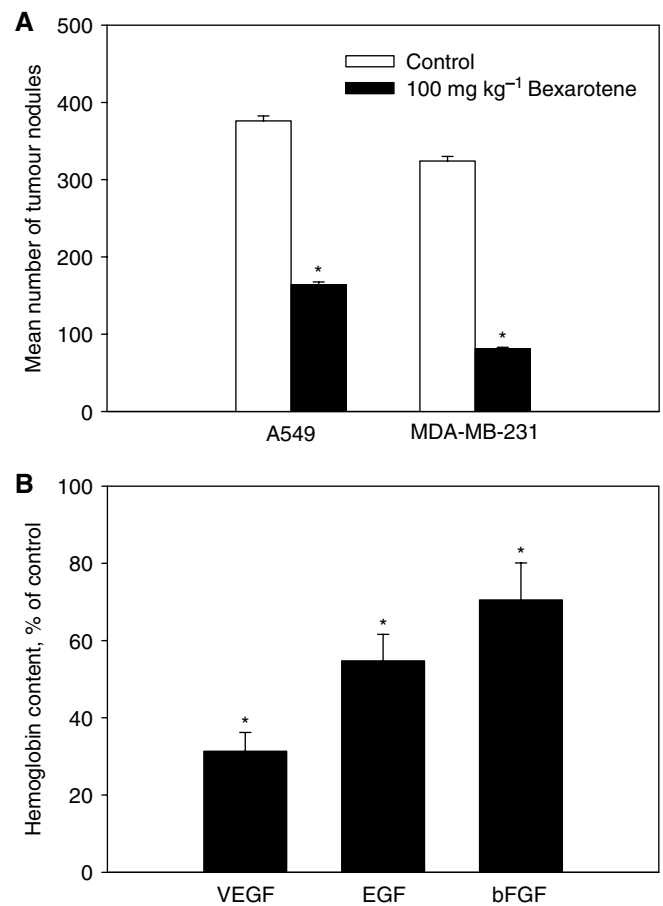 A
Mean number of tumour nodules
500
400
300
200
100
0
Control
100 mg kg⁻¹ Bexarotene
*
*
A549
MDA-MB-231
B
Hemoglobin content, % of control
100
80
60
40
20
0
*
*
*
VEGF
EGF
bFGF